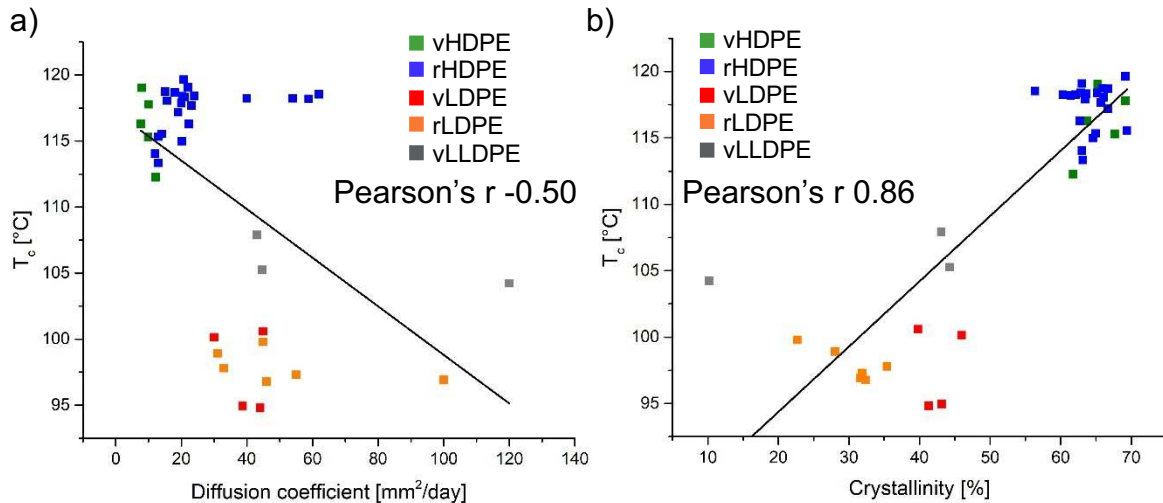 a)
vHDPE
rHDPE
vLDPE
rLDPE
vLLDPE
Pearson's r -0.50
T_c [°C]
120
115
110
105
100
95
0 20 40 60 80 100 120 140
Diffusion coefficient [mm²/day]
b)
vHDPE
rHDPE
vLDPE
rLDPE
vLLDPE
Pearson's r 0.86
T_c [°C]
120
115
110
105
100
95
10 20 30 40 50 60 70
Crystallinity [%]